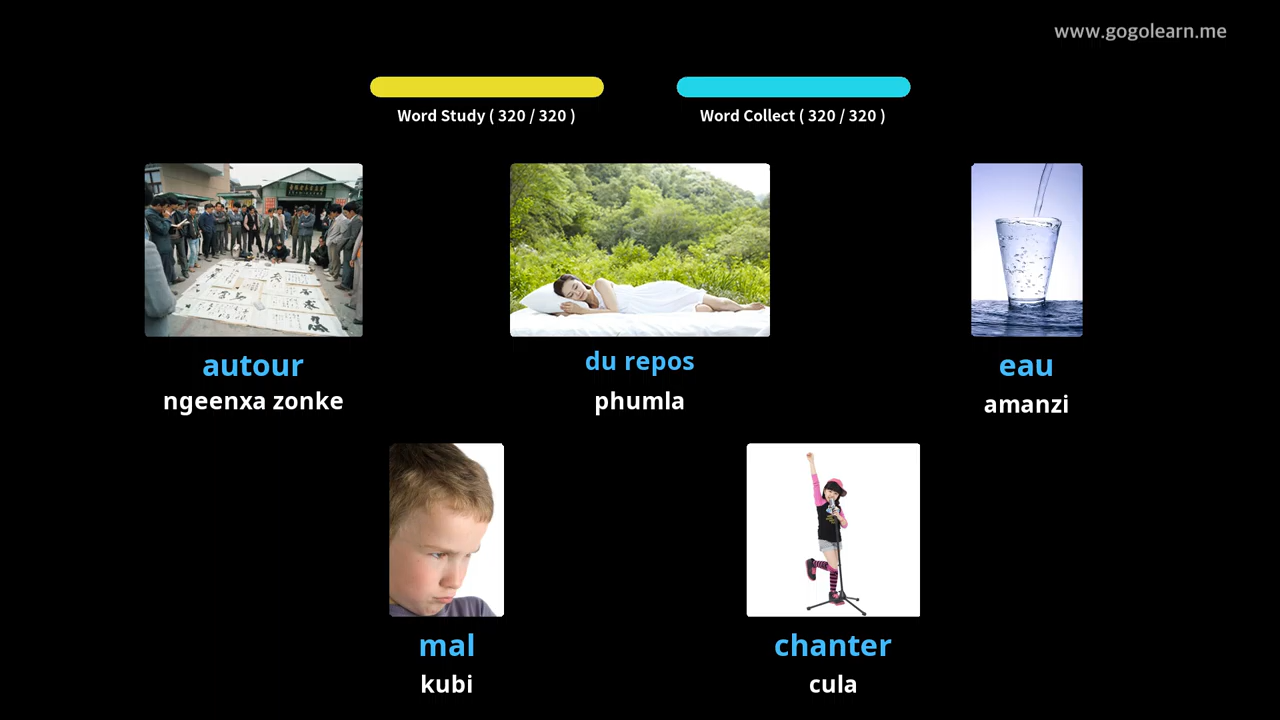 www.gogolearn.me
Word Study ( 320 / 320 )
Word Collect ( 320 / 320 )
autour
ngeenxa zonke
du repos
phumla
eau
amanzi
mal
kubi
chanter
cula